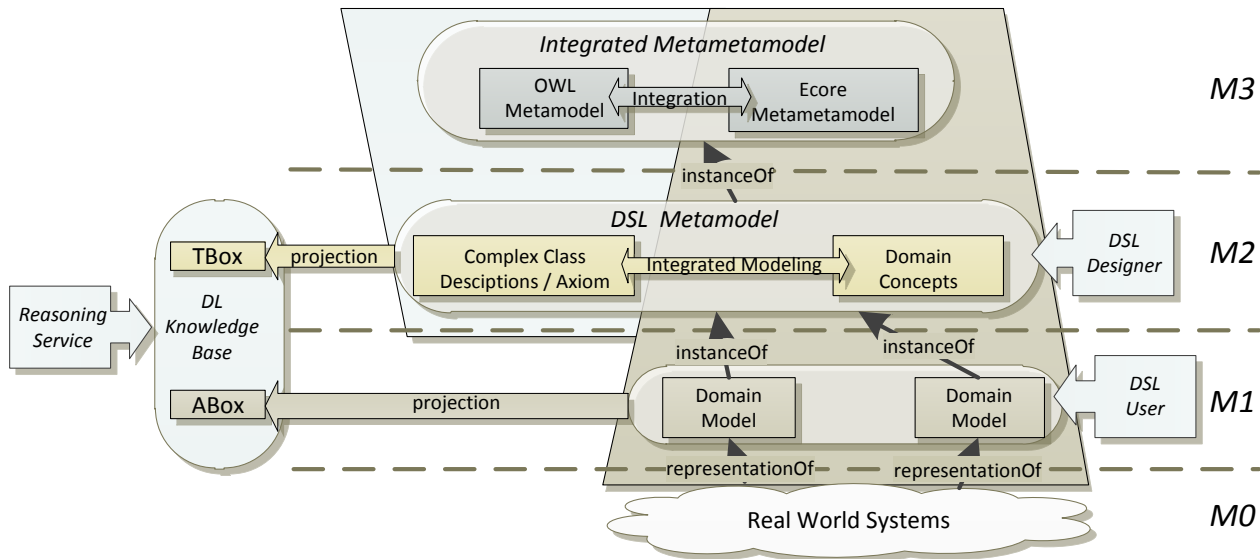 Integrated Metametamodel
OWL
Metamodel
Integration
Ecore
Metametamodel
M3
instanceOf
DSL Metamodel
TBox
projection
Complex Class
Desciptions / Axiom
Integrated Modeling
Domain
Concepts
DSL
Designer
M2
Reasoning
Service
DL
Knowledge
Base
instanceOf
instanceOf
ABox
projection
Domain
Model
Domain
Model
DSL
User
M1
representationOf
representationOf
Real World Systems
M0